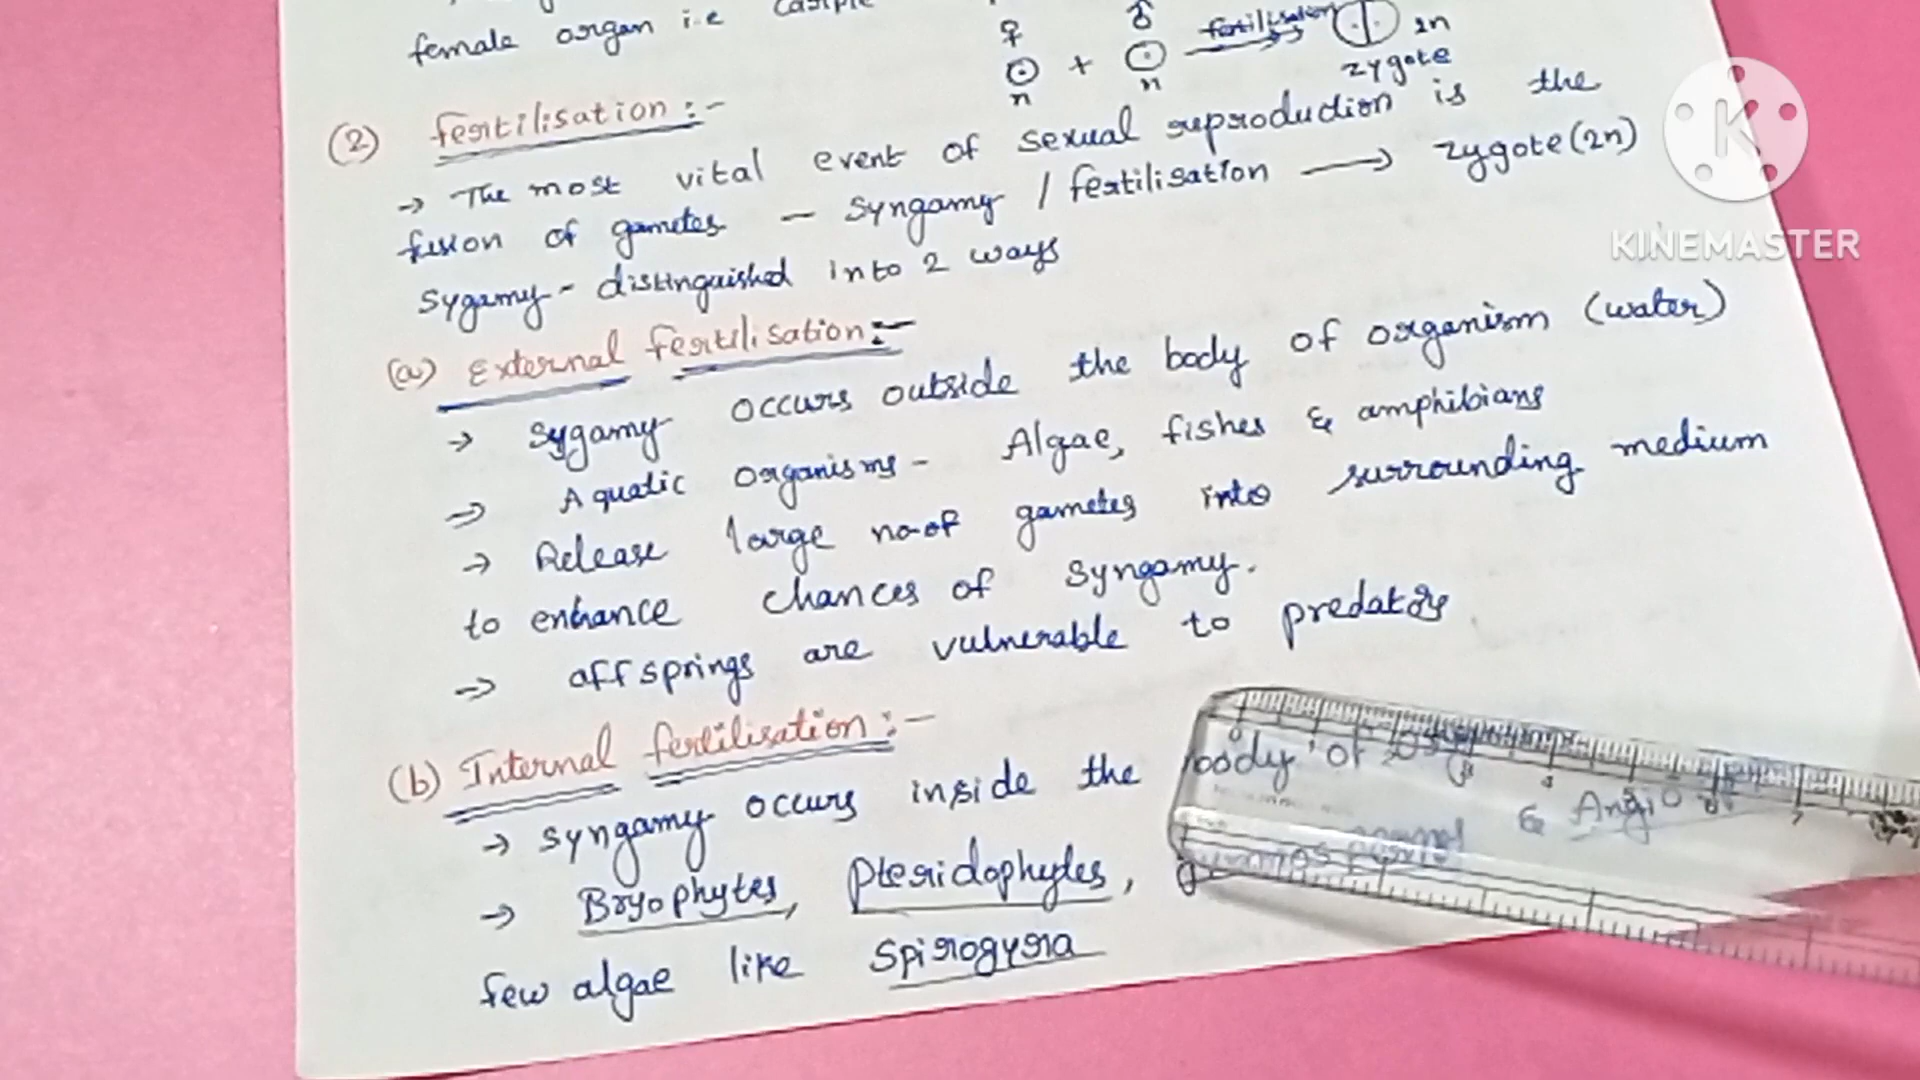 female organ i.e
♀ ♂ fertilisation 2n
+
n n zygote
(2) fertilisation :-
→ The most vital event of sexual reproduction is the
fusion of gametes - syngamy / fertilisation → zygote (2n)
sygamy - distinguished into 2 ways
(a) External fertilisation :-
→ sygamy occurs outside the body of organism (water)
→ Aquatic organisms - Algae, fishes & amphibians
→ Release large no.of gametes into surrounding medium
to enhance chances of syngamy.
→ affsprings are vulnerable to predators
(b) Internal fertilisation :-
→ syngamy occurs inside the body of
→ Bryophytes, Pteridophytes, & Angio
few algae like spirogyra
K
KINEMASTER